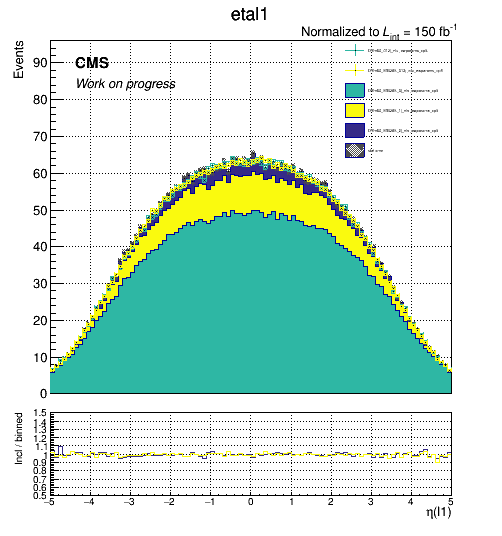 etal1
Normalized to L_int = 150 fb^-1
Events
CMS
Work on progress
90
80
70
60
50
40
30
20
10
0
Incl / binned
1.5
1.4
1.3
1.2
1.1
1
0.9
0.8
0.7
0.6
0.5
−5 −4 −3 −2 −1 0 1 2 3 4 5
η(l1)